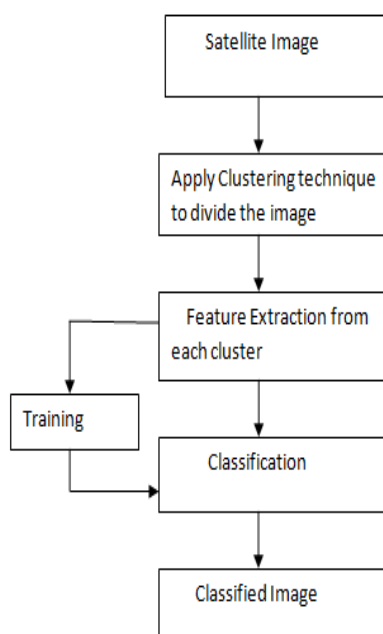 Satellite Image
Apply Clustering technique
to divide the image
Feature Extraction from
each cluster
Training
Classification
Classified Image